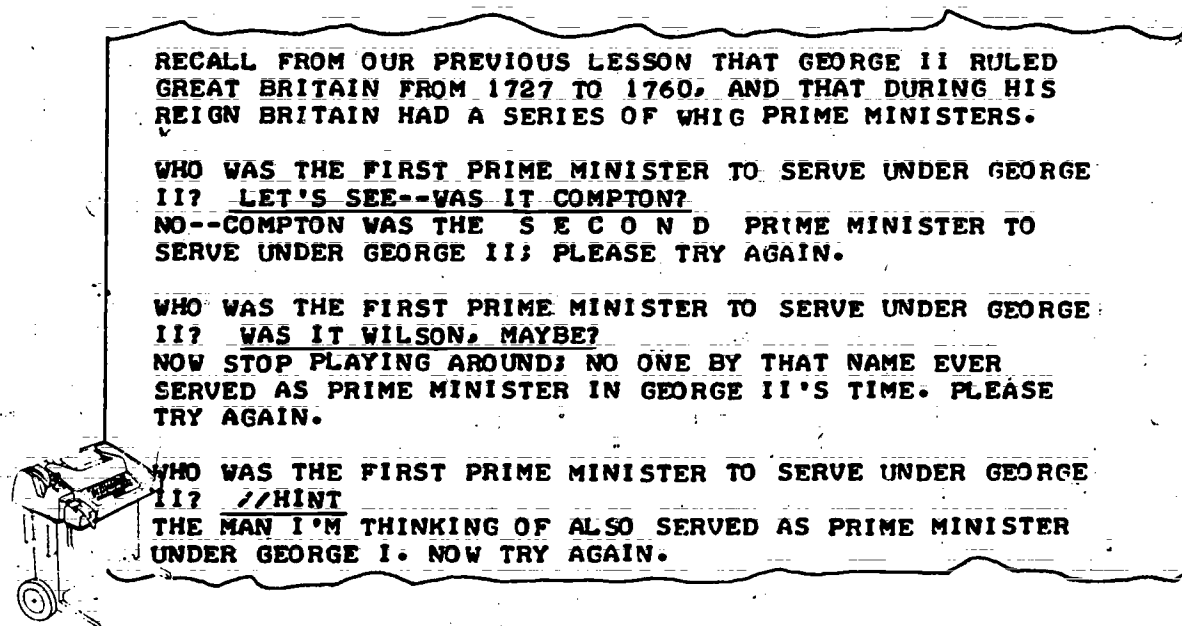 RECALL FROM OUR PREVIOUS LESSON THAT GEORGE II RULED
GREAT BRITAIN FROM 1727 TO 1760, AND THAT DURING HIS
REIGN BRITAIN HAD A SERIES OF WHIG PRIME MINISTERS.
WHO WAS THE FIRST PRIME MINISTER TO SERVE UNDER GEORGE
II? LET'S SEE--WAS IT COMPTON?
NO--COMPTON WAS THE S E C O N D PRIME MINISTER TO
SERVE UNDER GEORGE II; PLEASE TRY AGAIN.
WHO WAS THE FIRST PRIME MINISTER TO SERVE UNDER GEORGE
II? WAS IT WILSON, MAYBE?
NOW STOP PLAYING AROUND; NO ONE BY THAT NAME EVER
SERVED AS PRIME MINISTER IN GEORGE II'S TIME. PLEASE
TRY AGAIN.
WHO WAS THE FIRST PRIME MINISTER TO SERVE UNDER GEORGE
II? //HINT
THE MAN I'M THINKING OF ALSO SERVED AS PRIME MINISTER
UNDER GEORGE I. NOW TRY AGAIN.